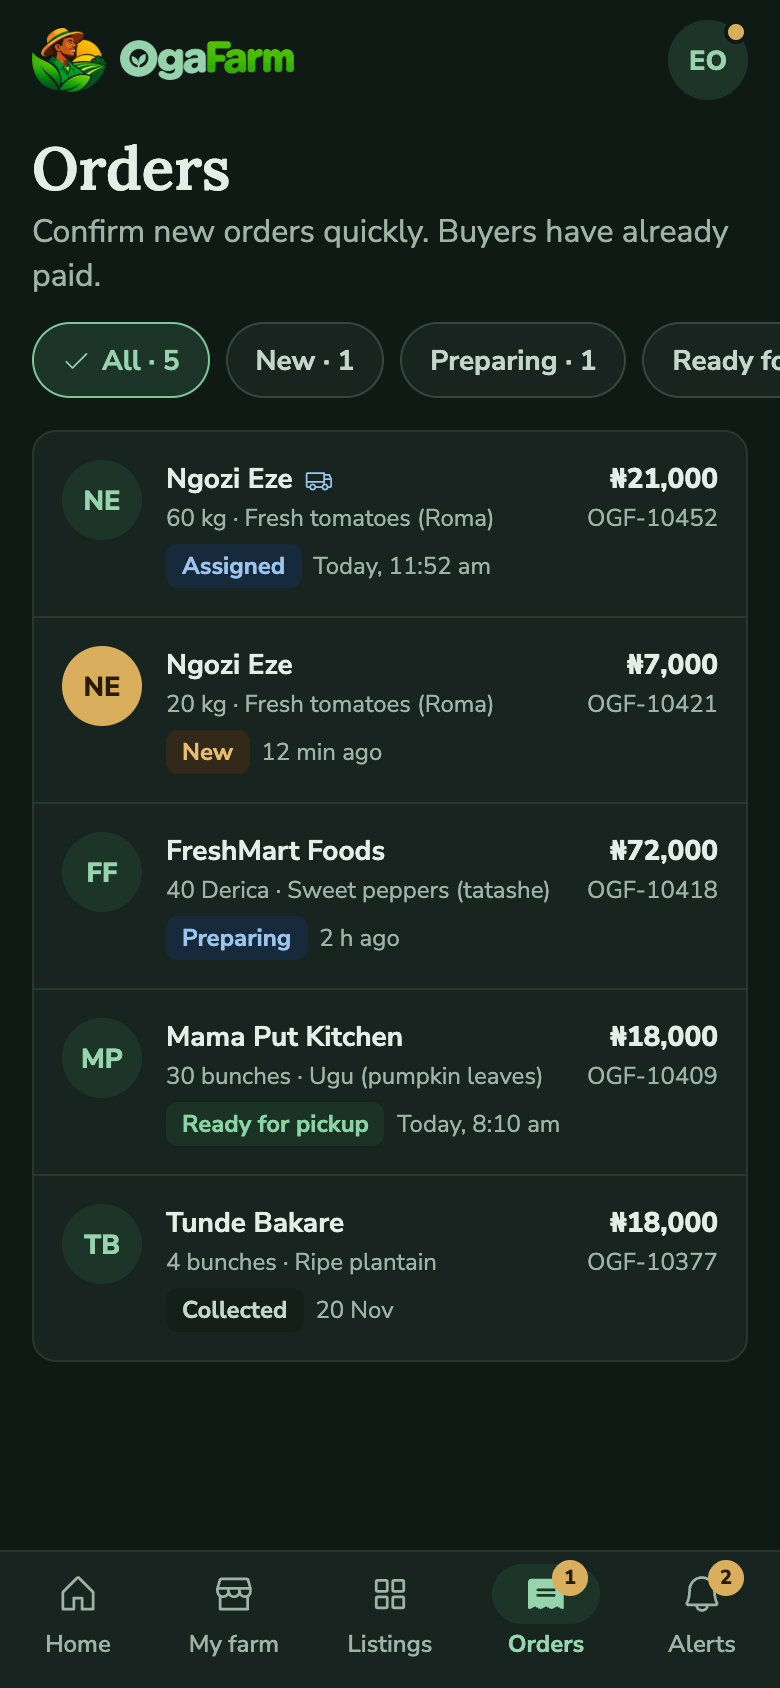 OgaFarm
EO
Orders
Confirm new orders quickly. Buyers have already
paid.
All · 5
New · 1
Preparing · 1
Ready fo
NE
Ngozi Eze
₦21,000
60 kg · Fresh tomatoes (Roma)
OGF-10452
Assigned
Today, 11:52 am
NE
Ngozi Eze
₦7,000
20 kg · Fresh tomatoes (Roma)
OGF-10421
New
12 min ago
FF
FreshMart Foods
₦72,000
40 Derica · Sweet peppers (tatashe)
OGF-10418
Preparing
2 h ago
MP
Mama Put Kitchen
₦18,000
30 bunches · Ugu (pumpkin leaves)
OGF-10409
Ready for pickup
Today, 8:10 am
TB
Tunde Bakare
₦18,000
4 bunches · Ripe plantain
OGF-10377
Collected
20 Nov
1
2
Home
My farm
Listings
Orders
Alerts